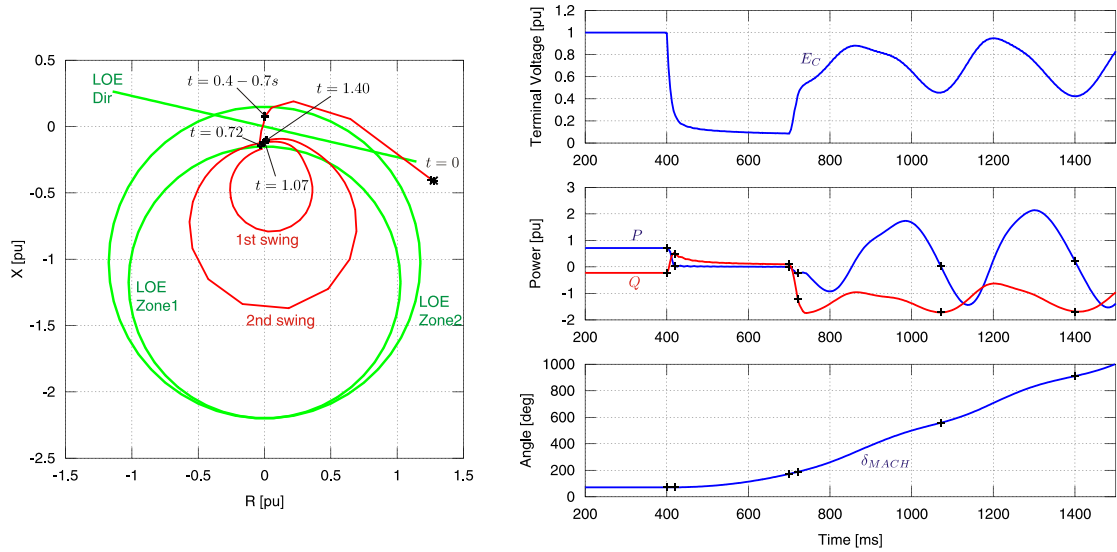 0.5
0
-0.5
-1
-1.5
-2
-2.5
-1.5
-1
-0.5
0
0.5
1
1.5
X [pu]
R [pu]
LOE
Dir
t = 0.4 − 0.7s
t = 1.40
t = 0.72
t = 0
t = 1.07
1st swing
2nd swing
LOE
Zone1
LOE
Zone2
Terminal Voltage [pu]
1.2
1
0.8
0.6
0.4
0.2
0
E_C
200
400
600
800
1000
1200
1400
Power [pu]
3
2
1
0
-1
-2
P
Q
200
400
600
800
1000
1200
1400
Angle [deg]
1000
800
600
400
200
0
δ_MACH
200
400
600
800
1000
1200
1400
Time [ms]